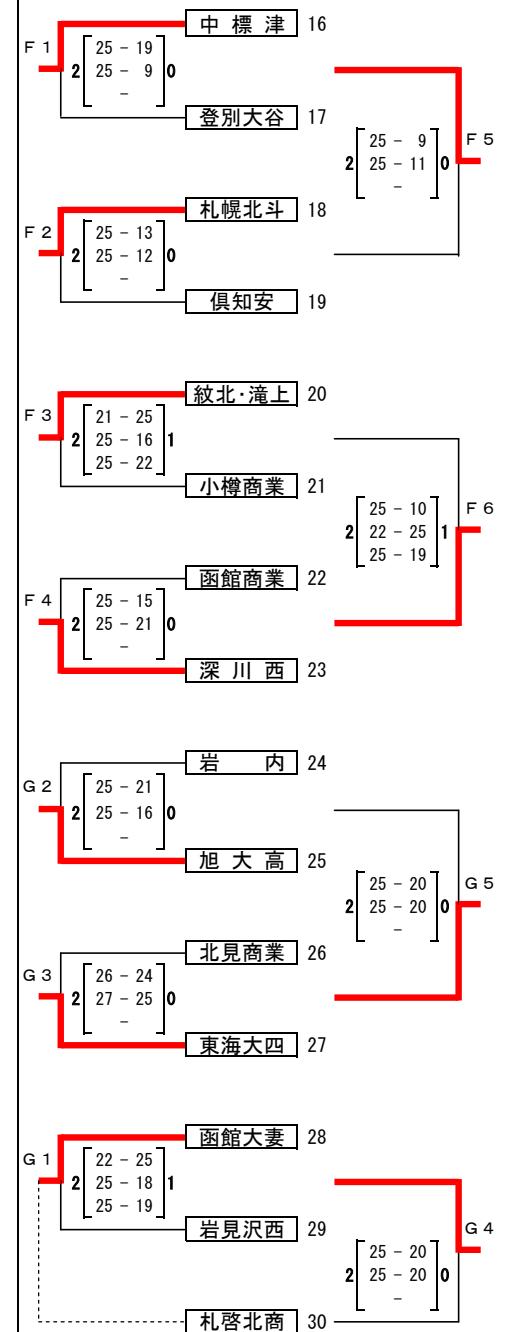 中 標 津 16
F 1
2 25 - 19 0
25 - 9
-
登別大谷 17
F 5
2 25 - 9 0
25 - 11
-
札幌北斗 18
F 2
2 25 - 13 0
25 - 12
-
倶知安 19
紋北・滝上 20
F 3
2 21 - 25 1
25 - 16
25 - 22
小樽商業 21
F 6
2 25 - 10 1
22 - 25
25 - 19
函館商業 22
F 4
2 25 - 15 0
25 - 21
-
深 川 西 23
岩 内 24
G 2
2 25 - 21 0
25 - 16
-
旭 大 高 25
G 5
2 25 - 20 0
25 - 20
-
北見商業 26
G 3
2 26 - 24 0
27 - 25
-
東海大四 27
函館大妻 28
G 1
2 22 - 25 1
25 - 18
25 - 19
岩見沢西 29
G 4
2 25 - 20 0
25 - 20
-
札啓北商 30